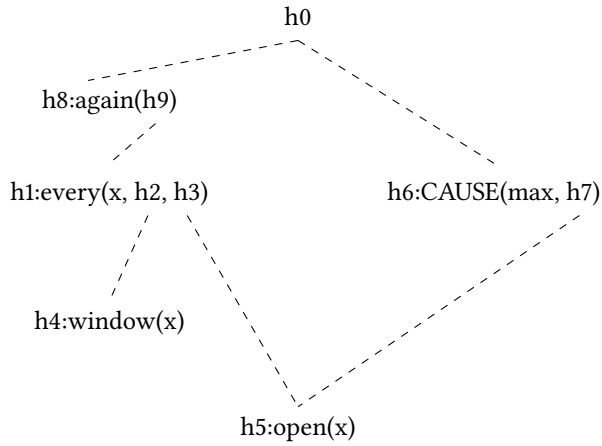 h0
h8:again(h9)
h1:every(x, h2, h3) h6:CAUSE(max, h7)
h4:window(x)
h5:open(x)